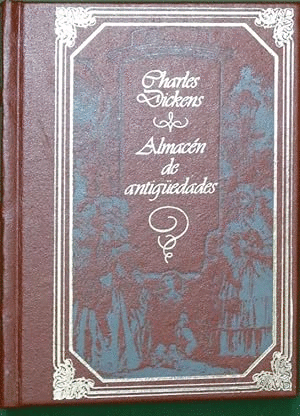 Charles
Dickens
Almacén
de
antigüedades